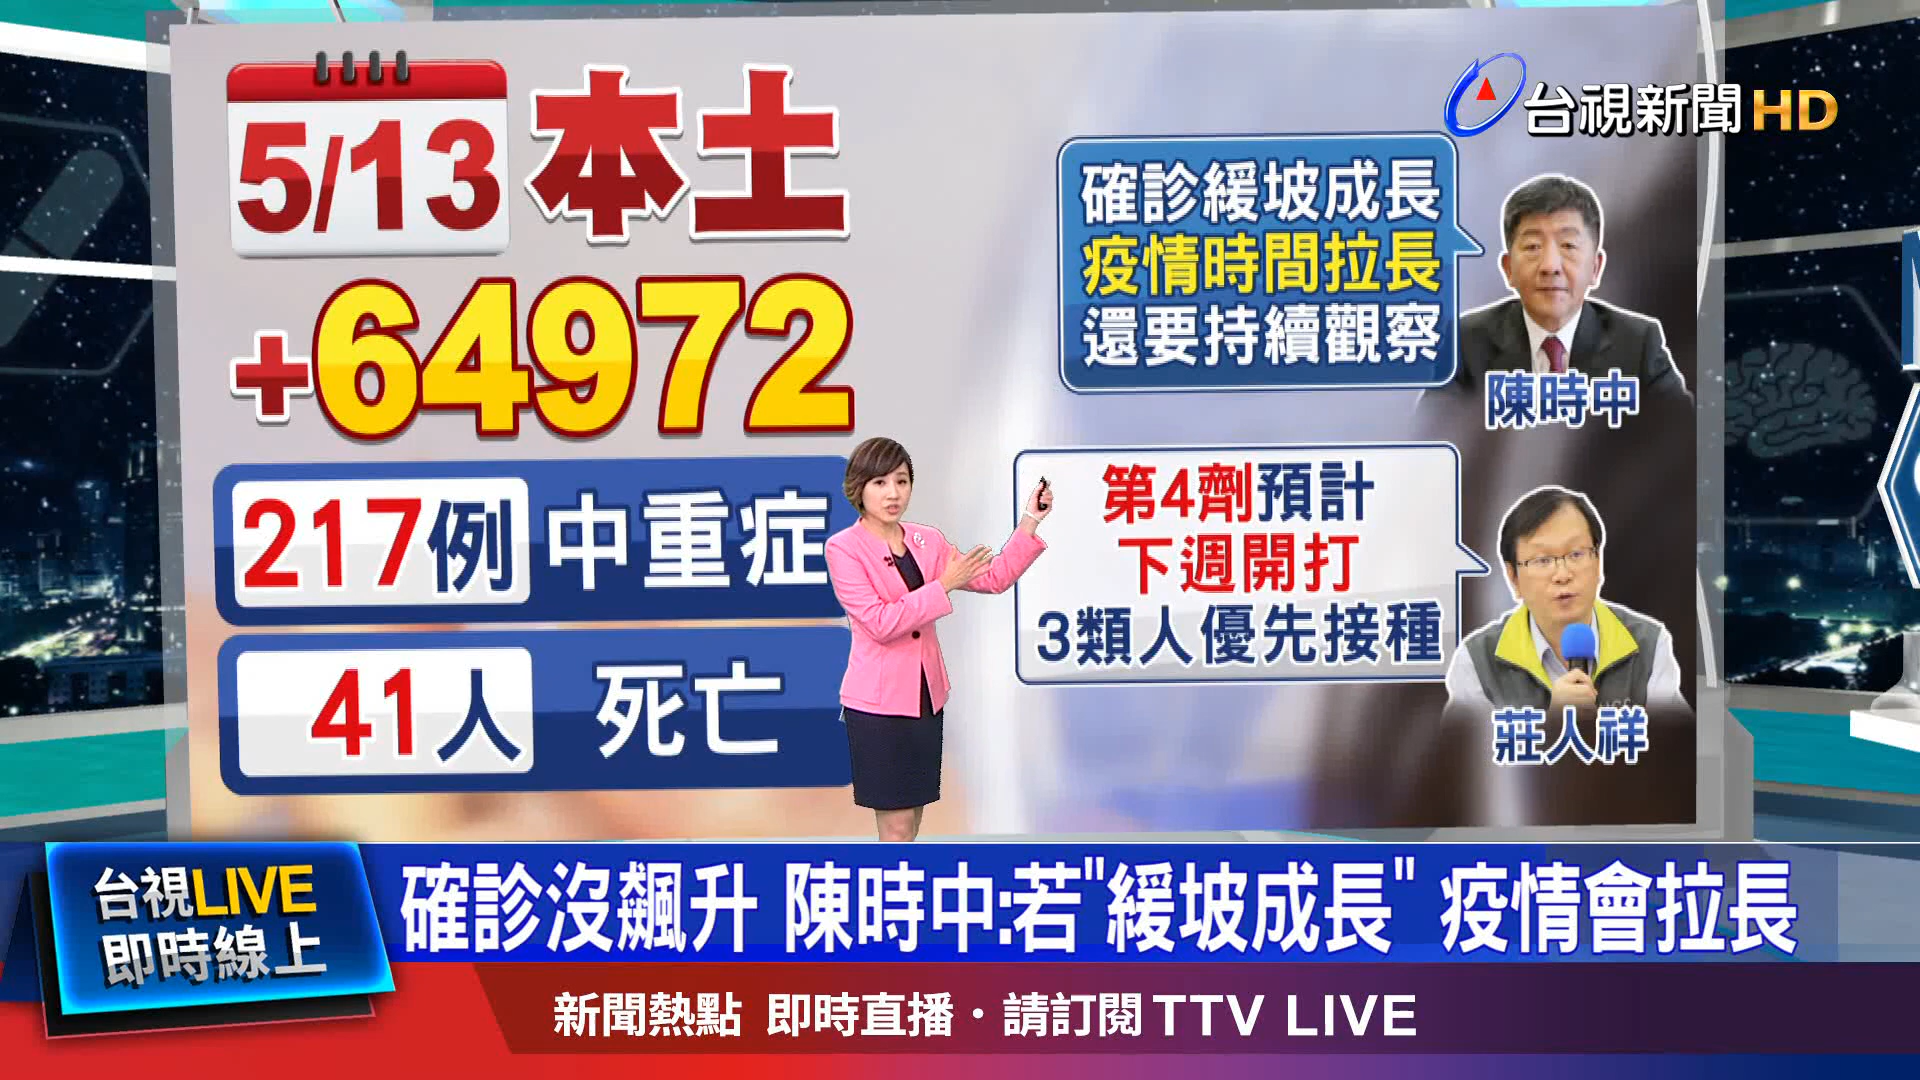 5/13 本土
+64972
217例 中重症
41人 死亡
台視新聞 HD
確診緩坡成長
疫情時間拉長
還要持續觀察
陳時中
第4劑預計
下週開打
3類人優先接種
莊人祥
台視LIVE
即時線上
確診沒飆升 陳時中:若"緩坡成長" 疫情會拉長
新聞熱點 即時直播・請訂閱TTV LIVE